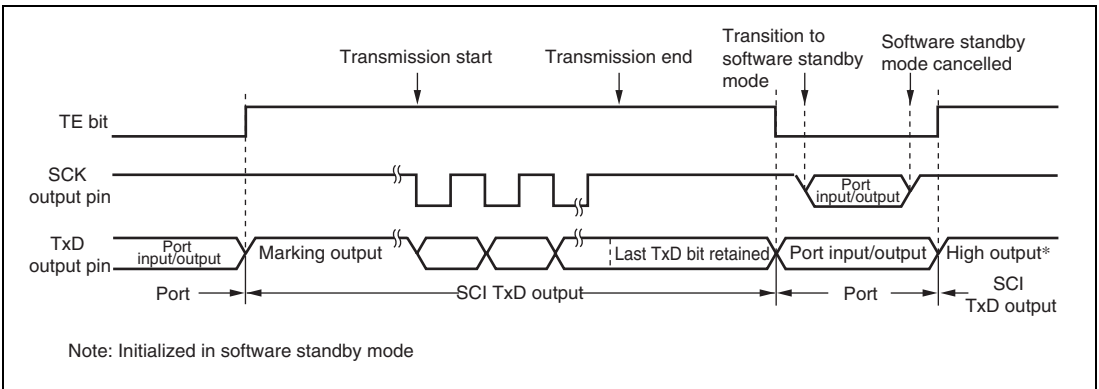 Transmission start
Transmission end
Transition to
software standby
mode
Software standby
mode cancelled
TE bit
SCK
output pin
Port
input/output
TxD
output pin
Port
input/output
Marking output
Last TxD bit retained
Port input/output
High output*
Port
SCI TxD output
Port
SCI
TxD output
Note: Initialized in software standby mode